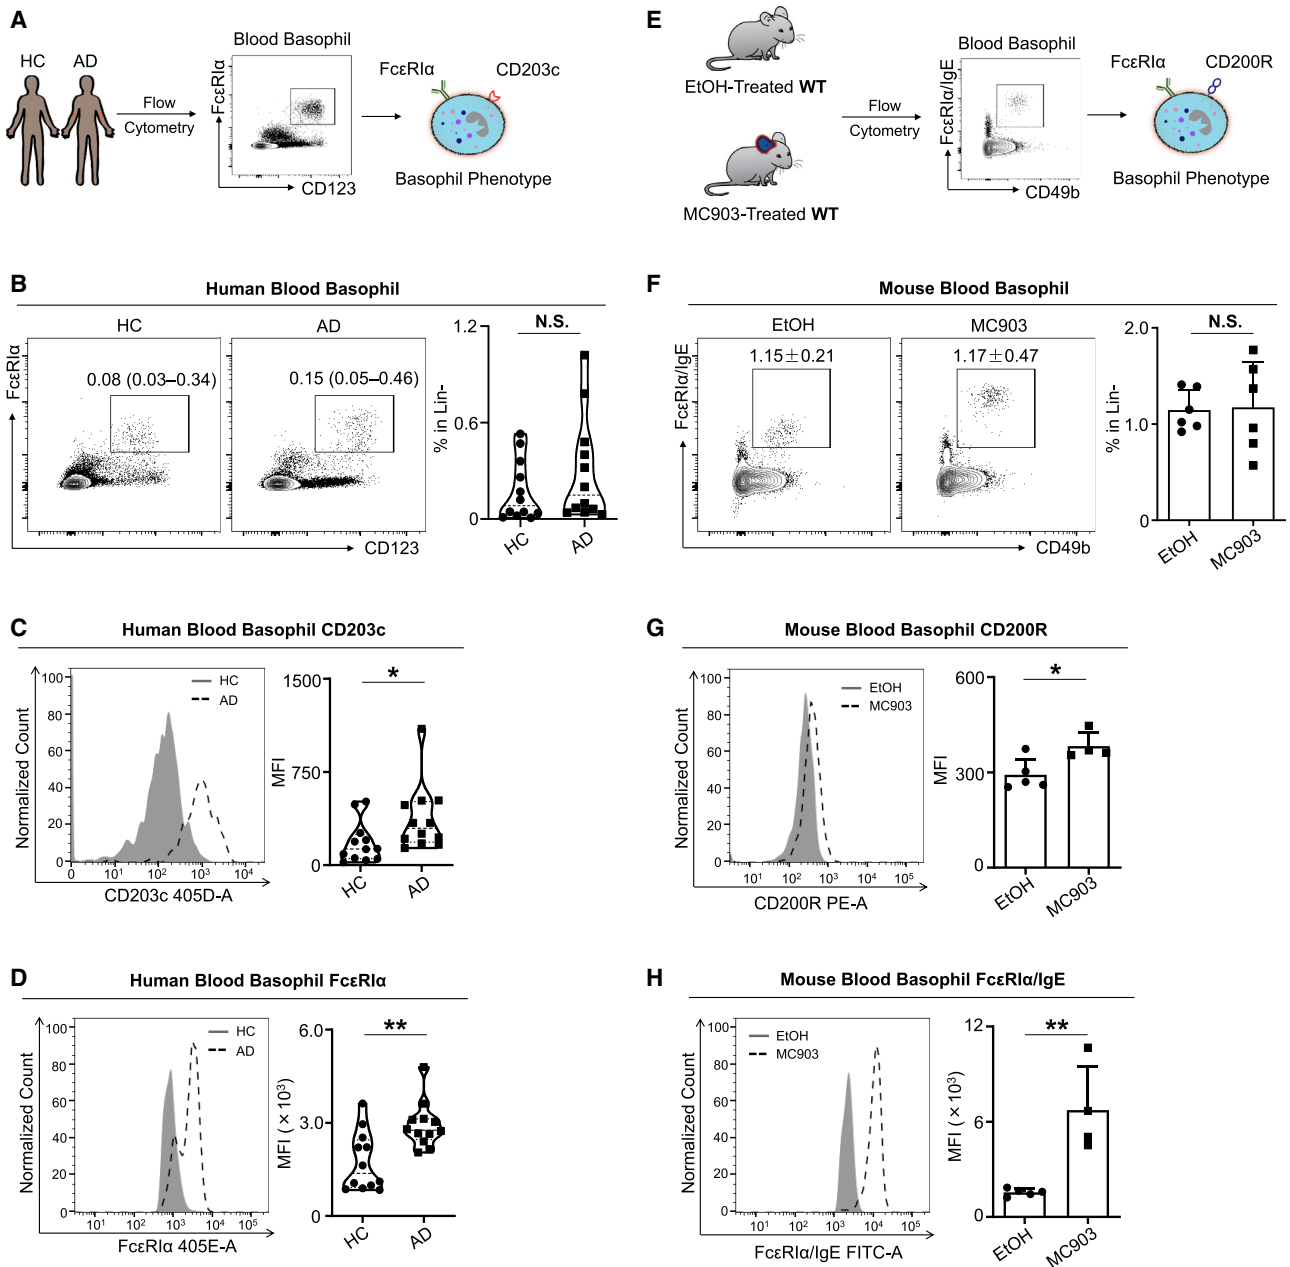 A
HC
AD
Flow
Cytometry
Blood Basophil
FcεRIα
CD123
FcεRIα
CD203c
Basophil Phenotype
E
EtOH-Treated WT
MC903-Treated WT
Flow
Cytometry
Blood Basophil
FcεRIα/IgE
CD49b
FcεRIα
CD200R
Basophil Phenotype
B
Human Blood Basophil
HC
AD
FcεRIα
0.08 (0.03–0.34)
0.15 (0.05–0.46)
CD123
N.S.
% in Lin-
1.2
0.6
0
HC
AD
F
Mouse Blood Basophil
EtOH
MC903
FcεRIα/IgE
1.15±0.21
1.17±0.47
CD49b
N.S.
% in Lin-
2.0
1.0
0
EtOH
MC903
C
Human Blood Basophil CD203c
Normalized Count
100
80
60
40
20
0
0 10¹ 10² 10³ 10⁴
CD203c 405D-A
HC
AD
MFI
1500
750
0
*
HC
AD
G
Mouse Blood Basophil CD200R
Normalized Count
100
80
60
40
20
0
10¹ 10² 10³ 10⁴ 10⁵
CD200R PE-A
EtOH
MC903
MFI
600
300
0
*
EtOH
MC903
D
Human Blood Basophil FcεRIα
Normalized Count
100
80
60
40
20
0
10¹ 10² 10³ 10⁴ 10⁵
FcεRIα 405E-A
HC
AD
MFI (×10³)
6.0
3.0
0
**
HC
AD
H
Mouse Blood Basophil FcεRIα/IgE
Normalized Count
100
80
60
40
20
0
10¹ 10² 10³ 10⁴ 10⁵
FcεRIα/IgE FITC-A
EtOH
MC903
MFI (×10³)
12
6
0
**
EtOH
MC903